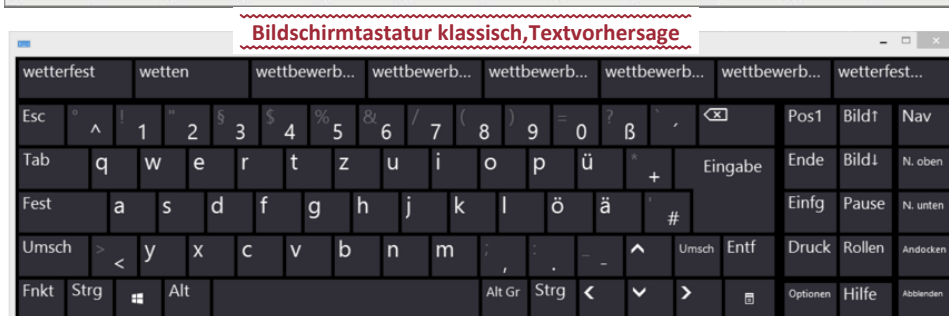 Bildschirmtastatur klassisch,Textvorhersage
wetterfest wetten wettbewerb... wettbewerb... wettbewerb... wettbewerb... wettbewerb... wetterfest...
Esc ° ^ ! 1 " 2 § 3 $ 4 % 5 & 6 / 7 ( 8 ) 9 = 0 ? ß ` ´ Pos1 Bild↑ Nav
Tab q w e r t z u i o p ü * + Eingabe Ende Bild↓ N. oben
Fest a s d f g h j k l ö ä ' # Einfg Pause N. unten
Umsch > < y x c v b n m ; , : . _ - ^ Umsch Entf Druck Rollen Andocken
Fnkt Strg Alt Alt Gr Strg < ˅ > Optionen Hilfe Abblenden